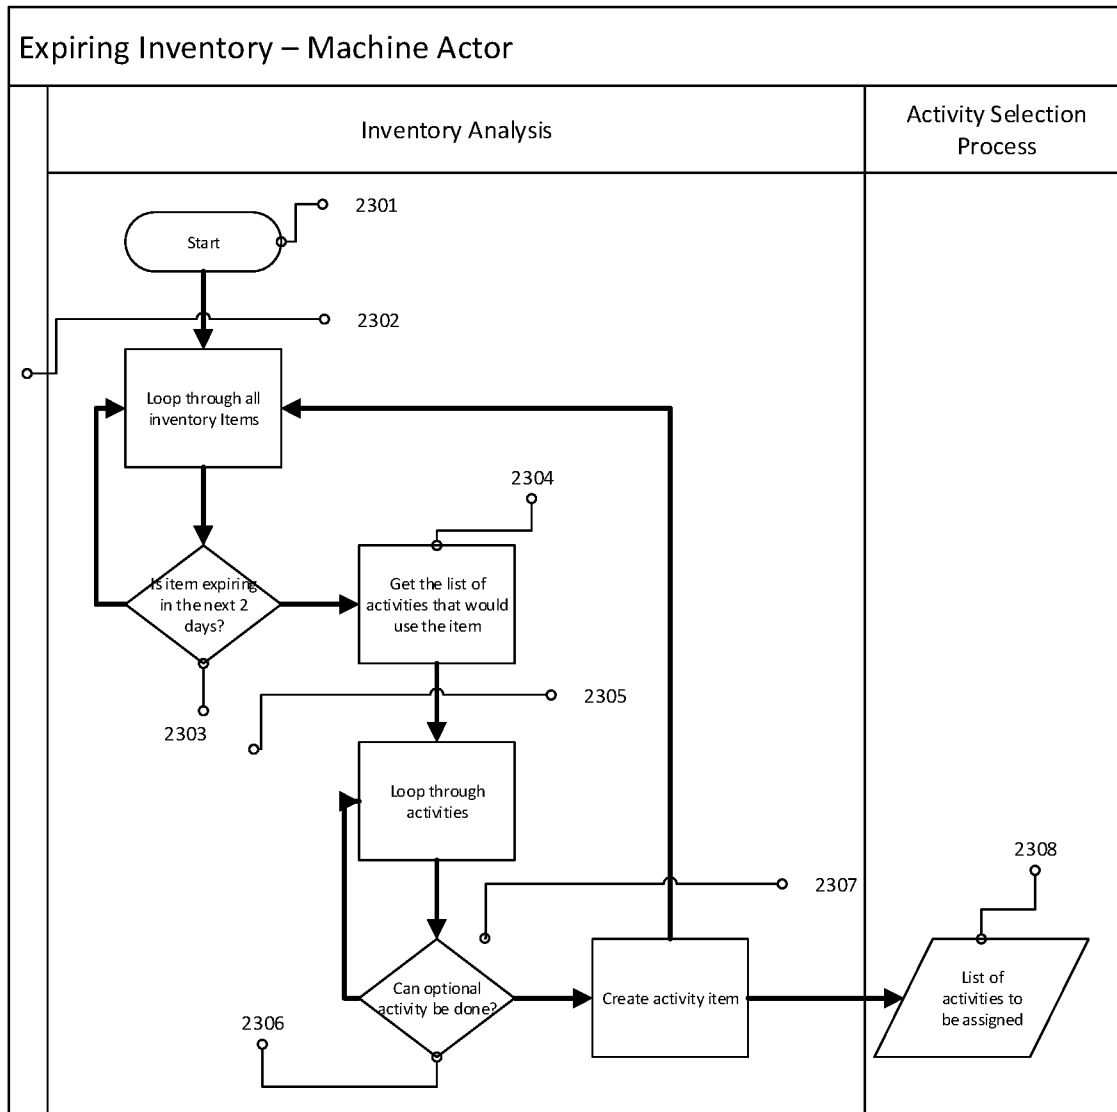 Expiring Inventory – Machine Actor
Inventory Analysis
Activity Selection
Process
2301
Start
2302
Loop through all
inventory Items
2304
Is item expiring
in the next 2
days?
Get the list of
activities that would
use the item
2303
2305
Loop through
activities
2308
2307
Can optional
activity be done?
Create activity item
List of
activities to
be assigned
2306